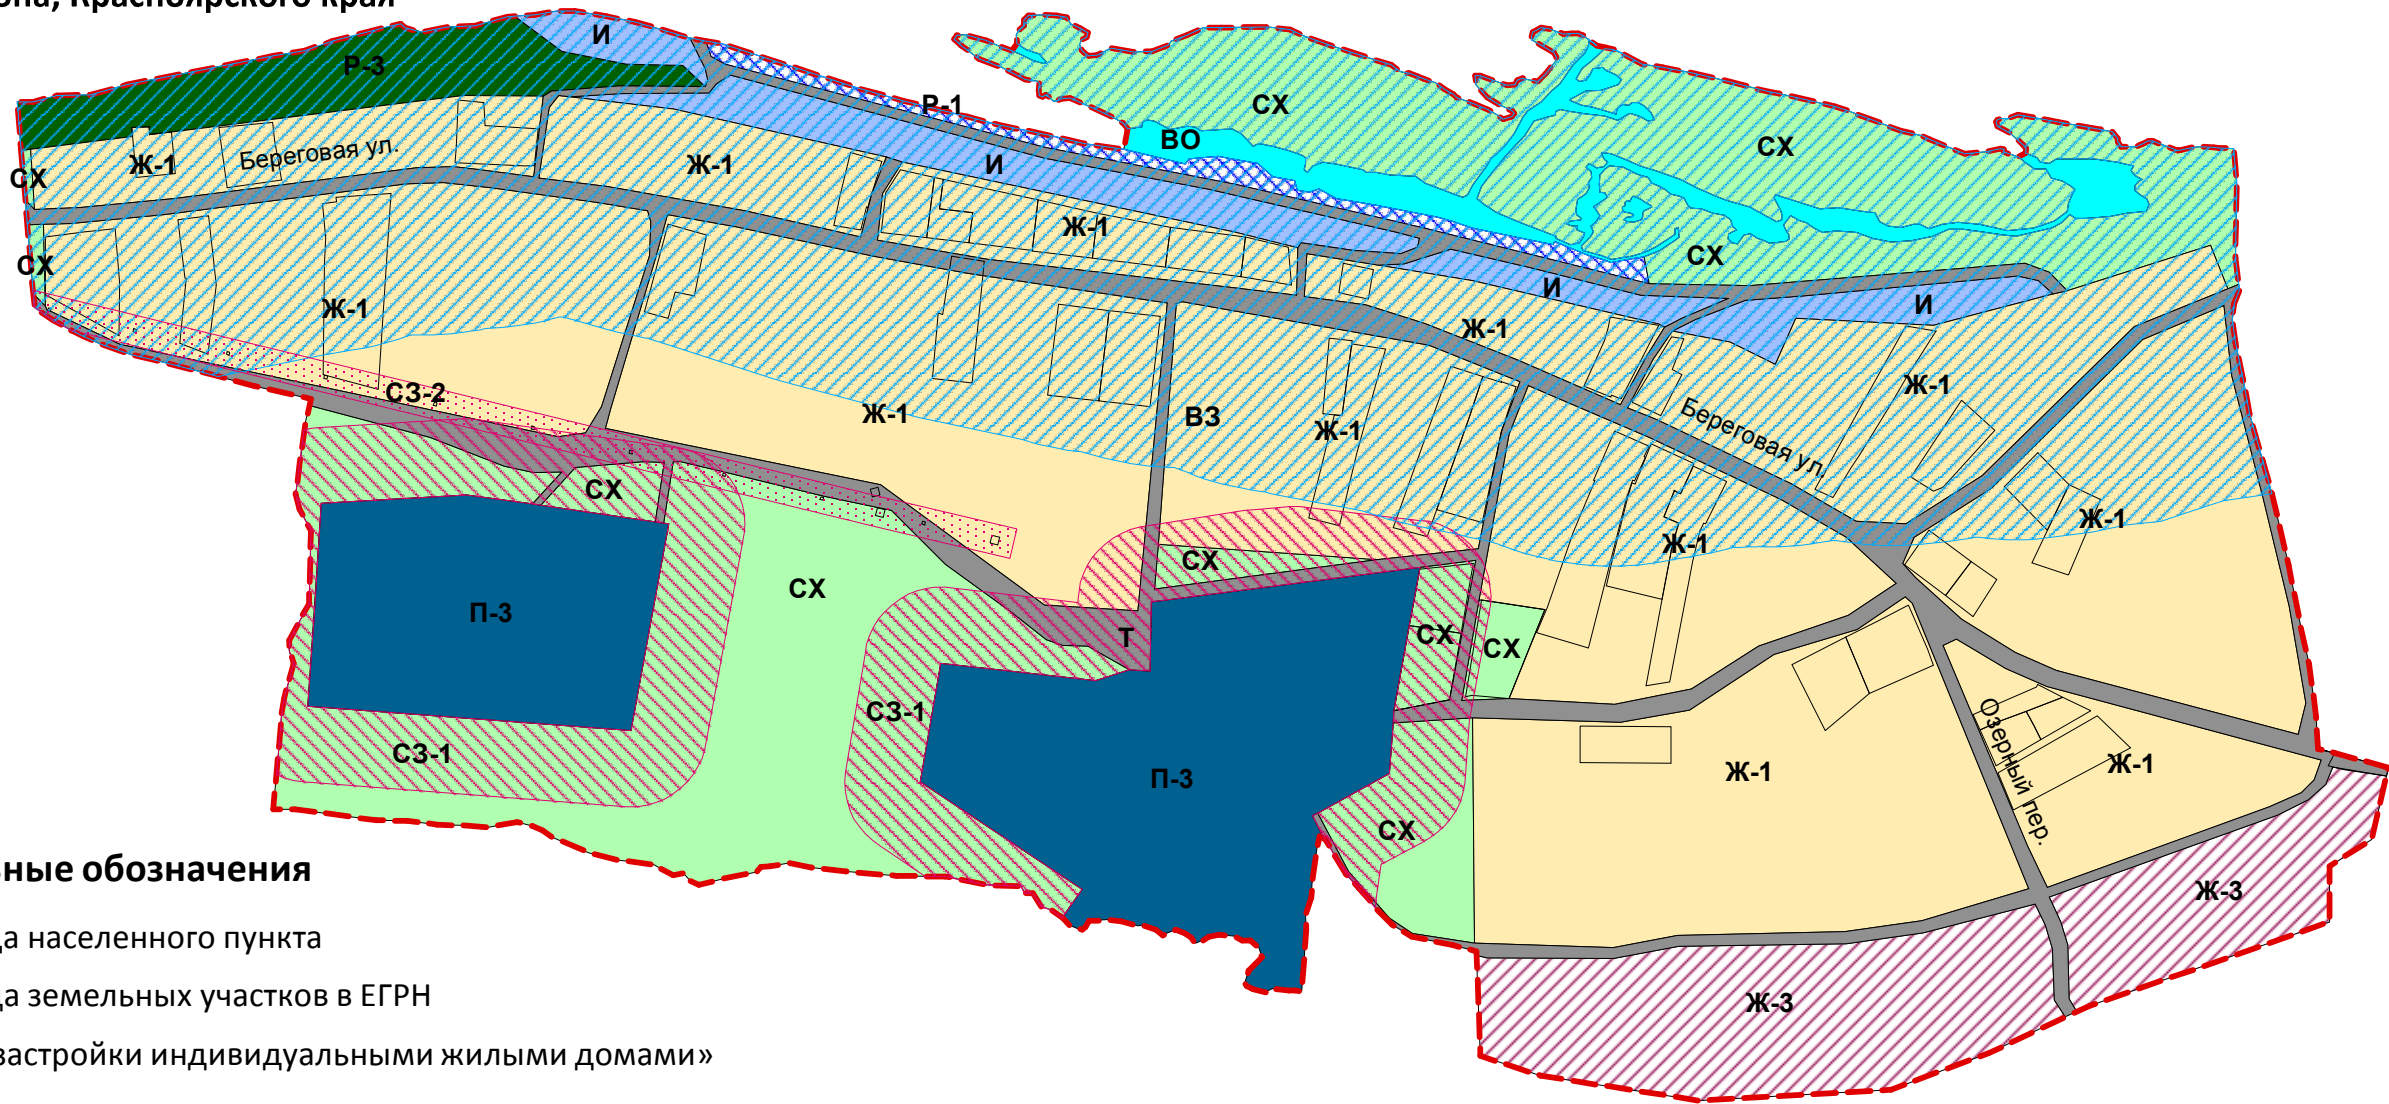 Красноярского края
И
Р-3
Р-1
СХ
ВО
СХ
Береговая ул.
Ж-1
Ж-1
И
СХ
Ж-1
СХ
СХ
И
И
Ж-1
Ж-1
СЗ-2
Ж-1
ВЗ
Ж-1
Ж-1
Береговая ул.
СХ
Ж-1
Ж-1
СХ
СХ
П-3
Т
СХ
СХ
СЗ-1
СЗ-1
П-3
Ж-1
Озерный пер.
Ж-1
СХ
обозначения
населенного пункта
земельных участков в ЕГРН
застройки индивидуальными жилыми домами»
Ж-3
Ж-3